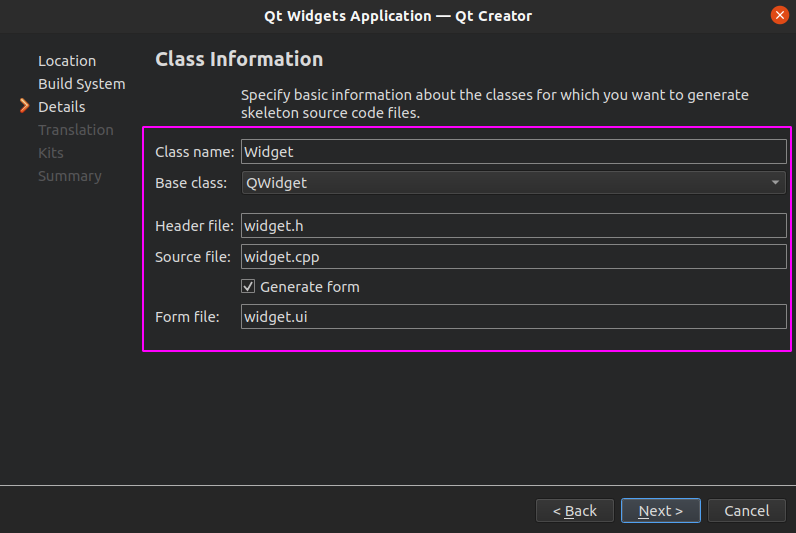 Qt Widgets Application — Qt Creator
Location
Build System
Details
Translation
Kits
Summary
Class Information
Specify basic information about the classes for which you want to generate
skeleton source code files.
Class name: Widget
Base class: QWidget
Header file: widget.h
Source file: widget.cpp
Generate form
Form file: widget.ui
< Back Next > Cancel